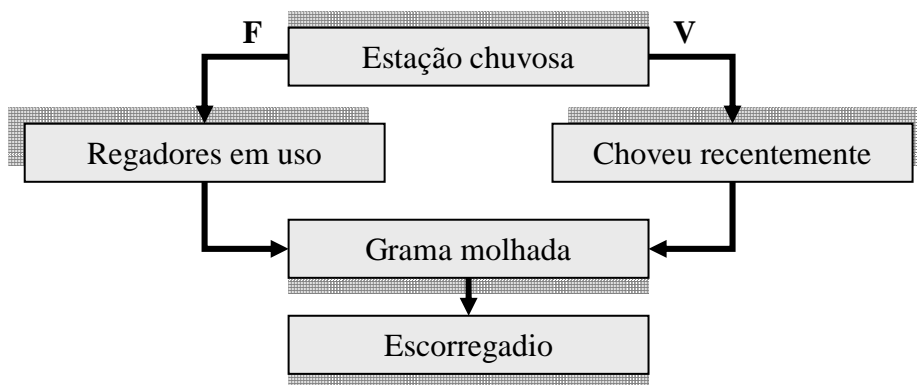 F
Estação chuvosa
V
Regadores em uso
Choveu recentemente
Grama molhada
Escorregadio